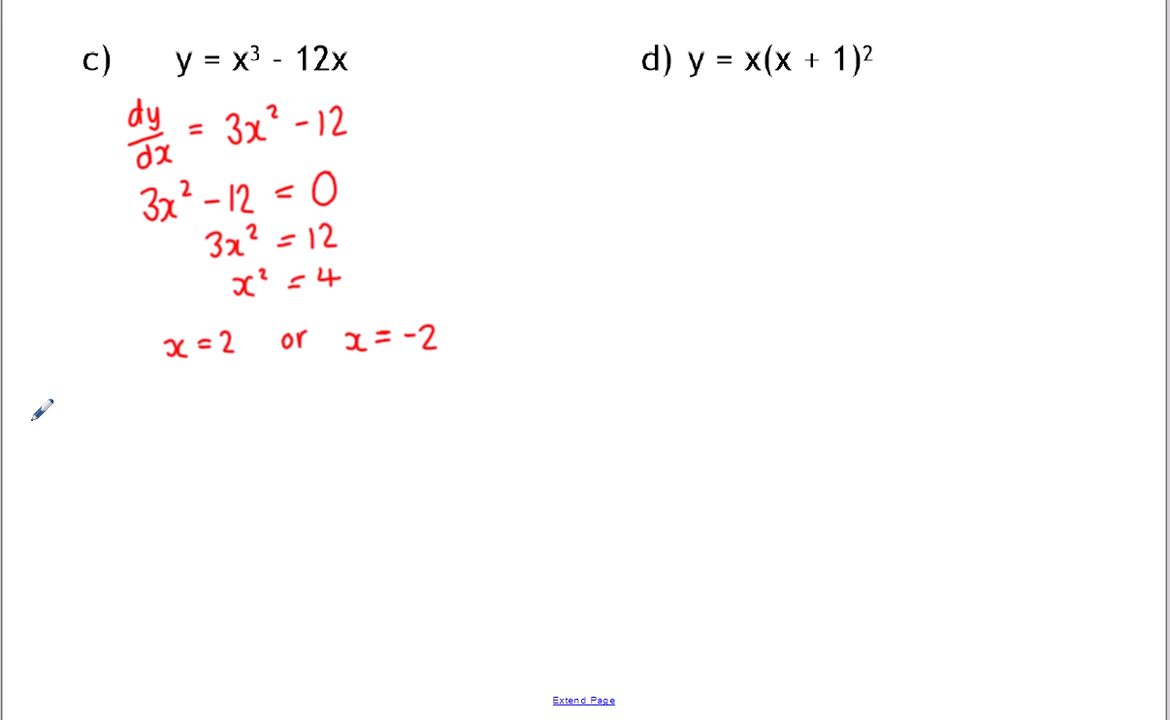 c) y = x³ - 12x
dy/dx = 3x² - 12
3x² - 12 = 0
3x² = 12
x² = 4
x = 2 or x = -2
d) y = x(x + 1)²
Extend Page